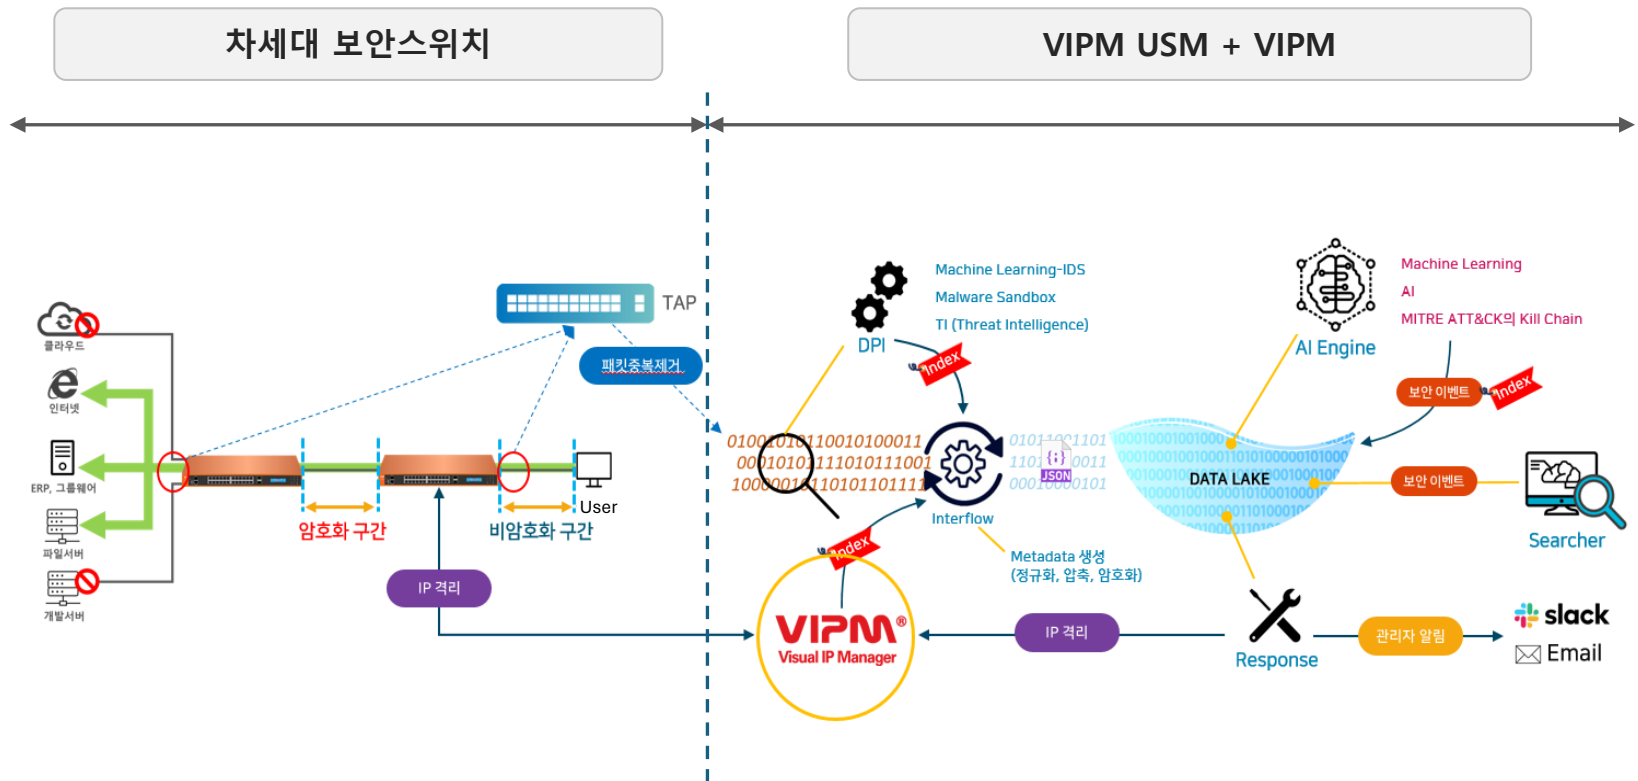 차세대 보안스위치
VIPM USM + VIPM
클라우드
인터넷
ERP, 그룹웨어
파일서버
개발서버
TAP
패킷중복제거
암호화 구간
비암호화 구간
User
IP 격리
DPI
Machine Learning-IDS
Malware Sandbox
TI (Threat Intelligence)
Index
01001010110010100011
00010101111010111001
10000010110101101111
Interflow
JSON
Index
Metadata 생성
(정규화, 압축, 암호화)
VIPM®
Visual IP Manager
DATA LAKE
AI Engine
Machine Learning
AI
MITRE ATT&CK의 Kill Chain
보안 이벤트
Index
보안 이벤트
Searcher
IP 격리
Response
관리자 알림
slack
Email